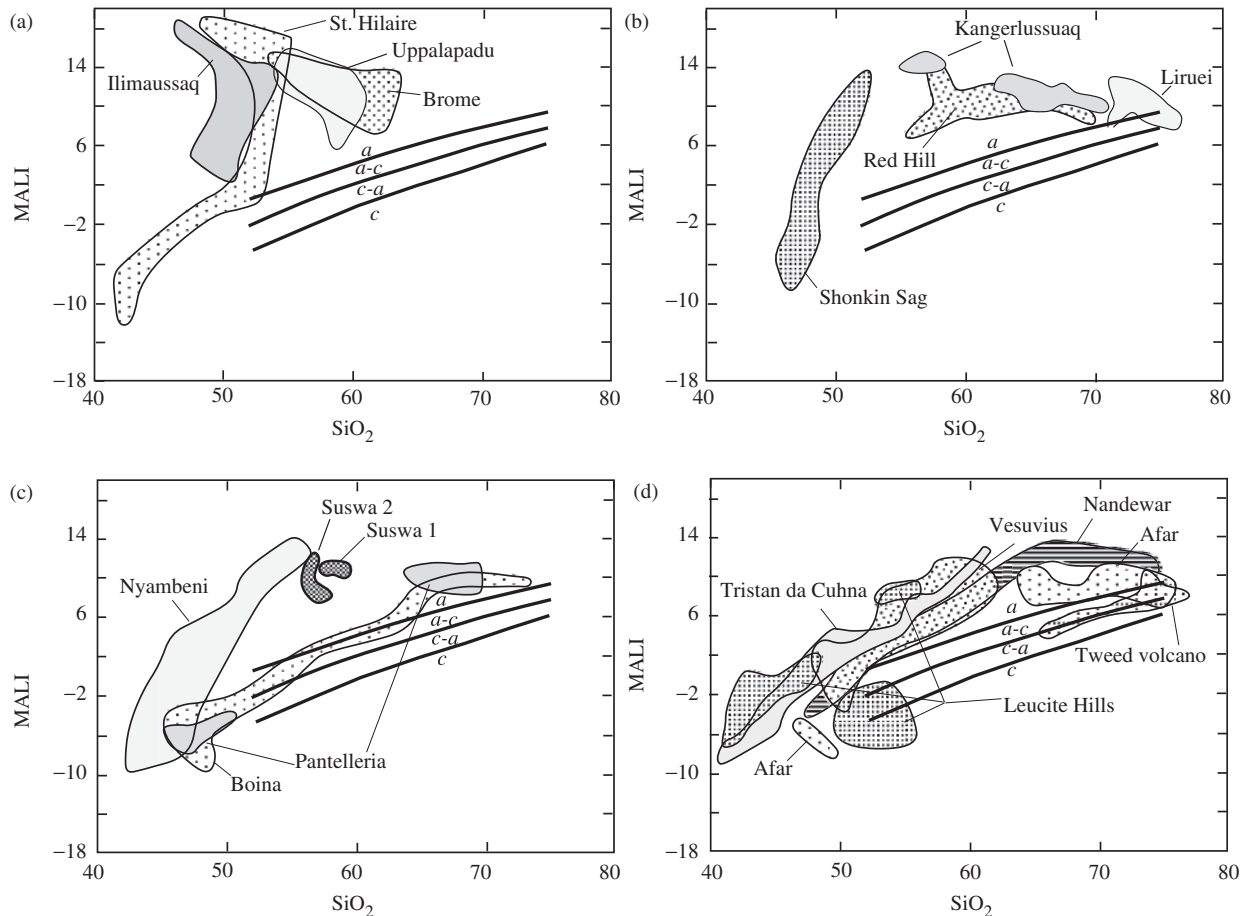 (a)
St. Hilaire
Uppalapadu
Ilimaussaq
Brome
14
6
−2
−10
−18
MALI
a
a-c
c-a
c
40 50 60 70 80
SiO2
(b)
Kangerlussuaq
Liruei
Red Hill
Shonkin Sag
14
6
−2
−10
−18
MALI
a
a-c
c-a
c
40 50 60 70 80
SiO2
(c)
Suswa 2
Suswa 1
Nyambeni
Pantelleria
Boina
14
6
−2
−10
−18
MALI
a
a-c
c-a
c
40 50 60 70 80
SiO2
(d)
Nandewar
Vesuvius
Afar
Tristan da Cuhna
Tweed volcano
Leucite Hills
Afar
14
6
−2
−10
−18
MALI
a
a-c
c-a
c
40 50 60 70 80
SiO2